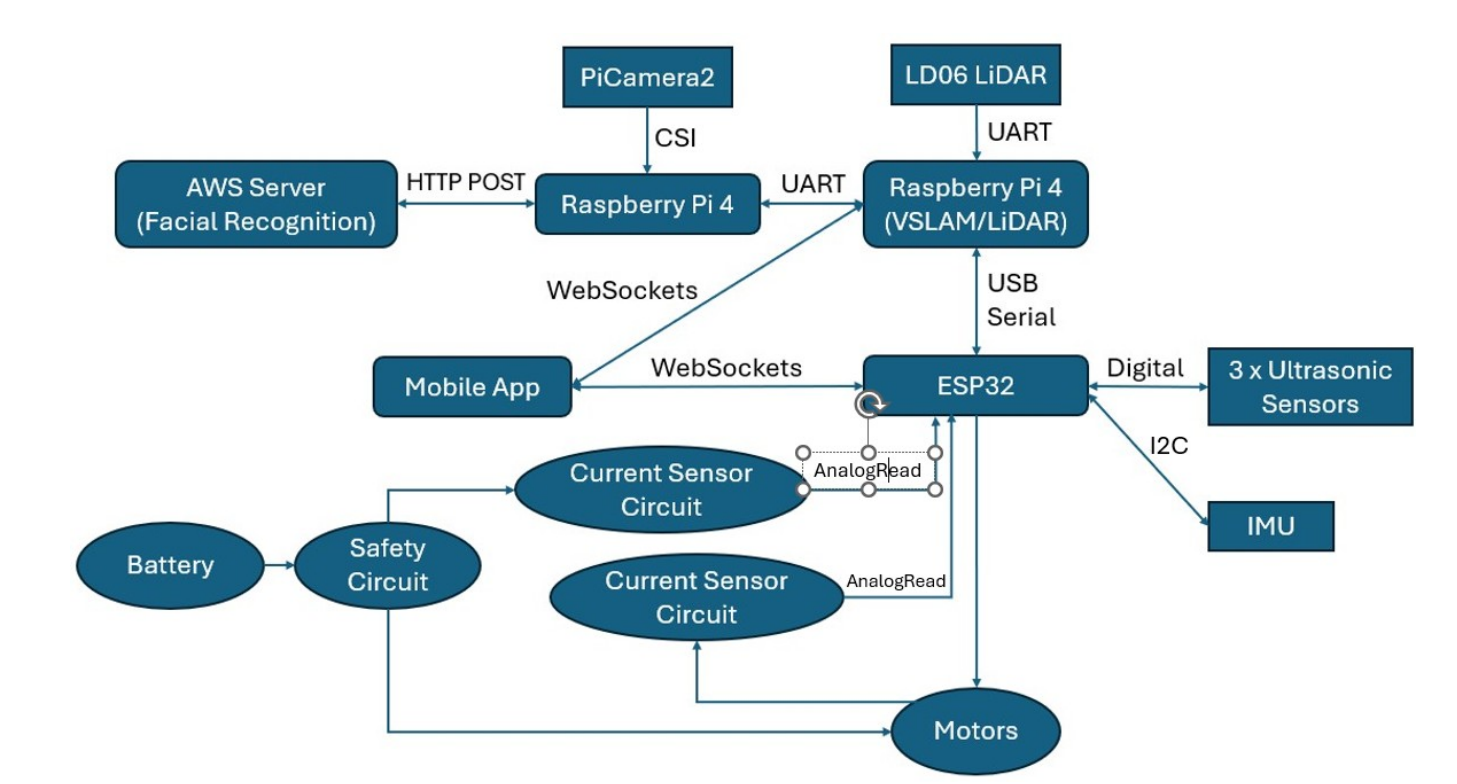 PiCamera2
LD06 LiDAR
CSI
UART
AWS Server
(Facial Recognition)
HTTP POST
Raspberry Pi 4
UART
Raspberry Pi 4
(VSLAM/LiDAR)
WebSockets
USB
Serial
Mobile App
WebSockets
ESP32
Digital
3 x Ultrasonic
Sensors
I2C
Current Sensor
Circuit
AnalogRead
IMU
Battery
Safety
Circuit
Current Sensor
Circuit
AnalogRead
Motors